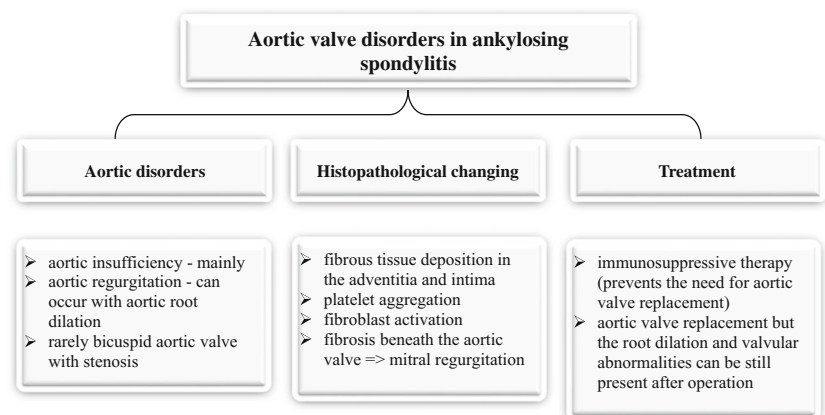 Aortic valve disorders in ankylosing
spondylitis
Aortic disorders
Histopathological changing
Treatment
➢ aortic insufficiency - mainly
➢ aortic regurgitation - can
occur with aortic root
dilation
➢ rarely bicuspid aortic valve
with stenosis
➢ fibrous tissue deposition in
the adventitia and intima
➢ platelet aggregation
➢ fibroblast activation
➢ fibrosis beneath the aortic
valve => mitral regurgitation
➢ immunosuppressive therapy
(prevents the need for aortic
valve replacement)
➢ aortic valve replacement but
the root dilation and valvular
abnormalities can be still
present after operation